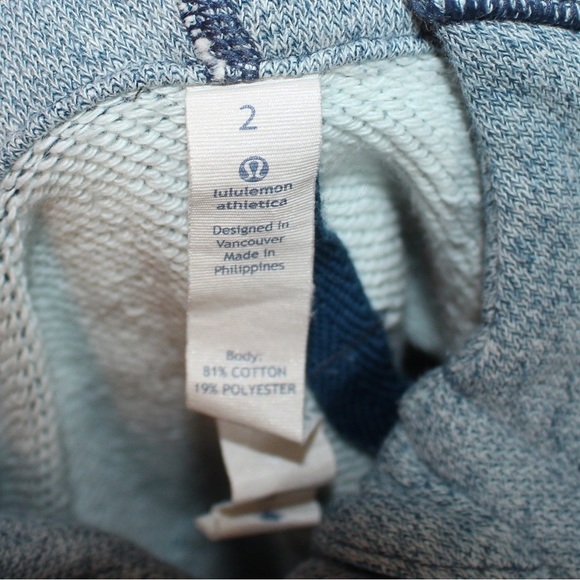 2
lululemon
athletica
Designed in
Vancouver
Made in
Philippines
Body:
81% COTTON
19% POLYESTER